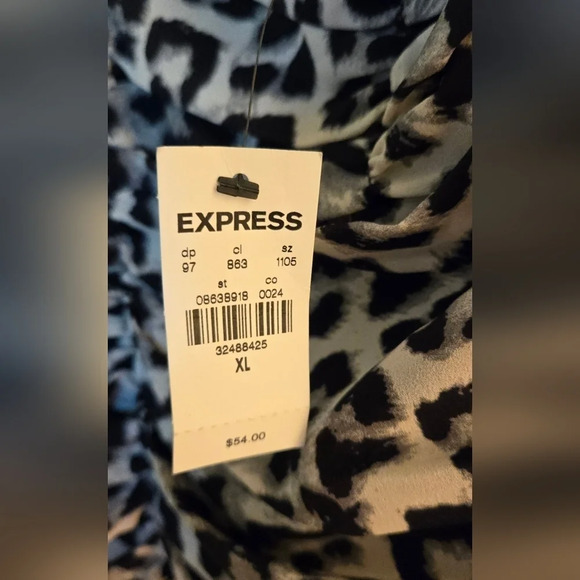 EXPRESS
dp cl sz
97 863 1105
st co
08638918 0024
32488425
XL
$54.00